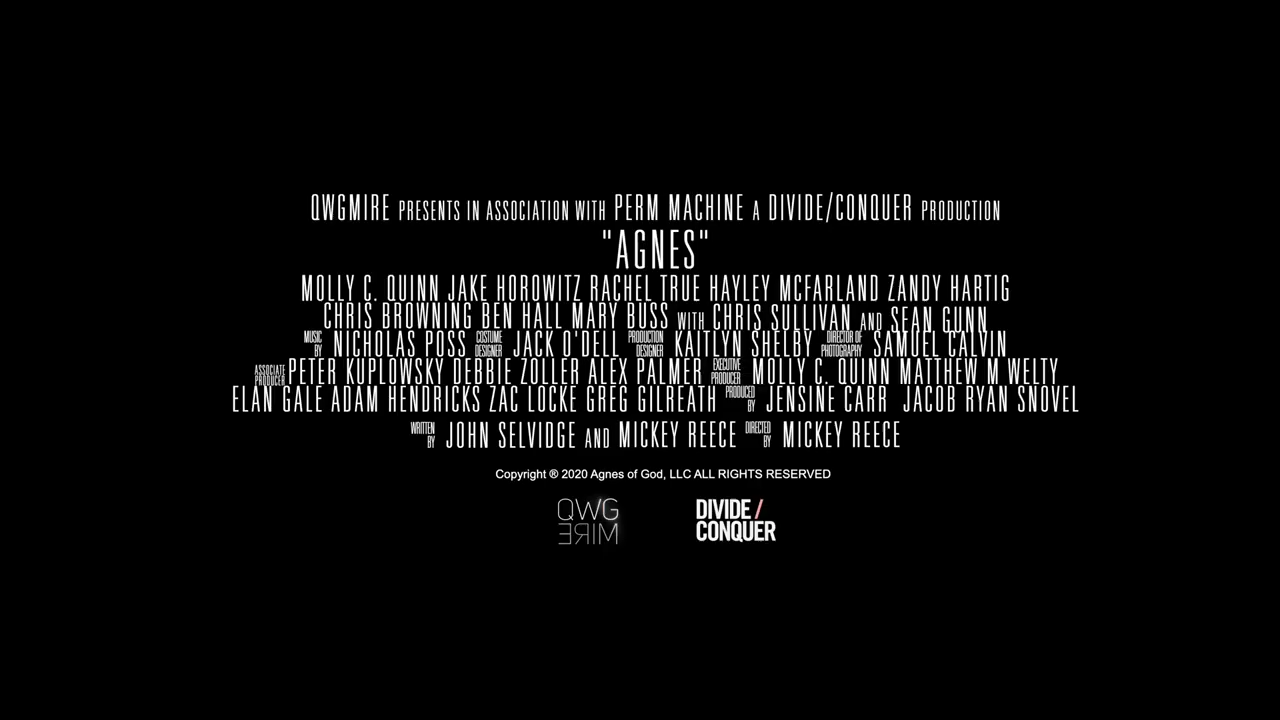 QWGMIRE PRESENTS IN ASSOCIATION WITH PERM MACHINE A DIVIDE/CONQUER PRODUCTION
"AGNES"
MOLLY C. QUINN JAKE HOROWITZ RACHEL TRUE HAYLEY MCFARLAND ZANDY HARTIG
CHRIS BROWNING BEN HALL MARY BUSS WITH CHRIS SULLIVAN AND SEAN GUNN
MUSIC BY NICHOLAS POSS COSTUME DESIGNER JACK O'DELL PRODUCTION DESIGNER KAITLYN SHELBY DIRECTOR OF PHOTOGRAPHY SAMUEL CALVIN
ASSOCIATE PRODUCER PETER KUPLOWSKY DEBBIE ZOLLER ALEX PALMER EXECUTIVE PRODUCER MOLLY C. QUINN MATTHEW M WELTY
ELAN GALE ADAM HENDRICKS ZAC LOCKE GREG GILREATH PRODUCED BY JENSINE CARR JACOB RYAN SNOVEL
WRITTEN BY JOHN SELVIDGE AND MICKEY REECE DIRECTED BY MICKEY REECE
Copyright ® 2020 Agnes of God, LLC ALL RIGHTS RESERVED
QWG
MIRE
DIVIDE/
CONQUER